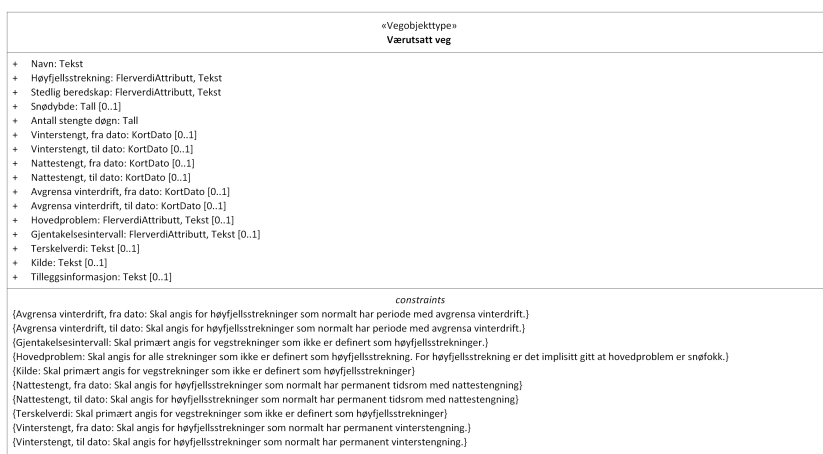 «Vegobjekttype»
Værutsatt veg
+ Navn: Tekst
+ Høyfjellsstrekning: FlerverdiAttributt, Tekst
+ Stedlig beredskap: FlerverdiAttributt, Tekst
+ Snødybde: Tall [0..1]
+ Antall stengte døgn: Tall
+ Vinterstengt, fra dato: KortDato [0..1]
+ Vinterstengt, til dato: KortDato [0..1]
+ Nattestengt, fra dato: KortDato [0..1]
+ Nattestengt, til dato: KortDato [0..1]
+ Avgrensa vinterdrift, fra dato: KortDato [0..1]
+ Avgrensa vinterdrift, til dato: KortDato [0..1]
+ Hovedproblem: FlerverdiAttributt, Tekst [0..1]
+ Gjentakelsesintervall: FlerverdiAttributt, Tekst [0..1]
+ Terskelverdi: Tekst [0..1]
+ Kilde: Tekst [0..1]
+ Tilleggsinformasjon: Tekst [0..1]
constraints
{Avgrensa vinterdrift, fra dato: Skal angis for høyfjellsstrekninger som normalt har periode med avgrensa vinterdrift.}
{Avgrensa vinterdrift, til dato: Skal angis for høyfjellsstrekninger som normalt har periode med avgrensa vinterdrift.}
{Gjentakelsesintervall: Skal primært angis for vegstrekninger som ikke er definert som høyfjellsstrekninger.}
{Hovedproblem: Skal angis for alle strekninger som ikke er definert som høyfjellsstrekning. For høyfjellsstrekning er det implisitt gitt at hovedproblem er snøfokk.}
{Kilde: Skal primært angis for vegstrekninger som ikke er definert som høyfjellsstrekninger}
{Nattestengt, fra dato: Skal angis for høyfjellsstrekninger som normalt har permanent tidsrom med nattestengning}
{Nattestengt, til dato: Skal angis for høyfjellsstrekninger som normalt har permanent tidsrom med nattestengning}
{Terskelverdi: Skal primært angis for vegstrekninger som ikke er definert som høyfjellsstrekninger}
{Vinterstengt, fra dato: Skal angis for høyfjellsstrekninger som normalt har permanent vinterstengning.}
{Vinterstengt, til dato: Skal angis for høyfjellsstrekninger som normalt har permanent vinterstengning.}